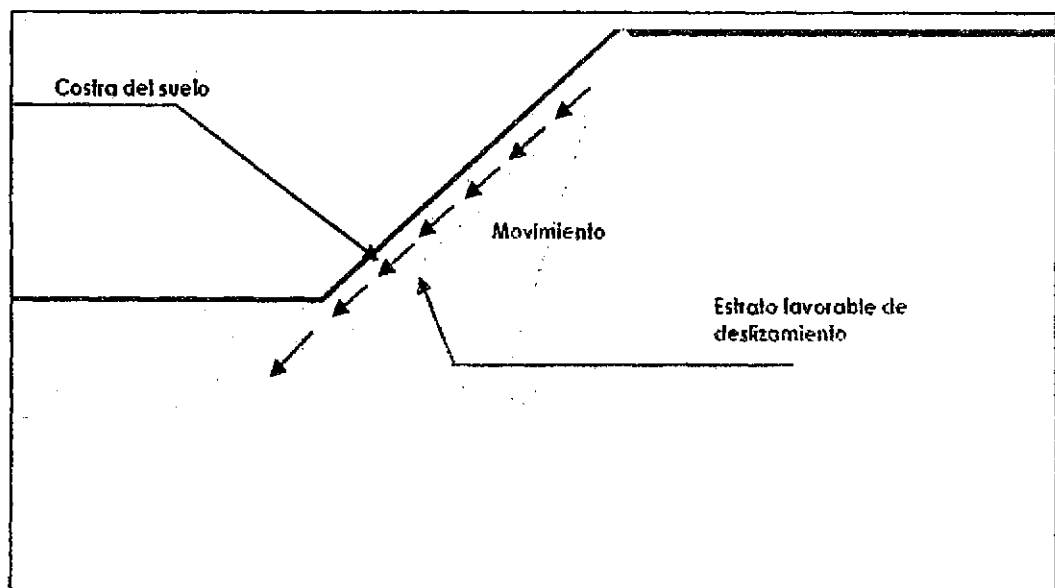 Costra del suelo
Movimiento
Estrato favorable de
deslizamiento